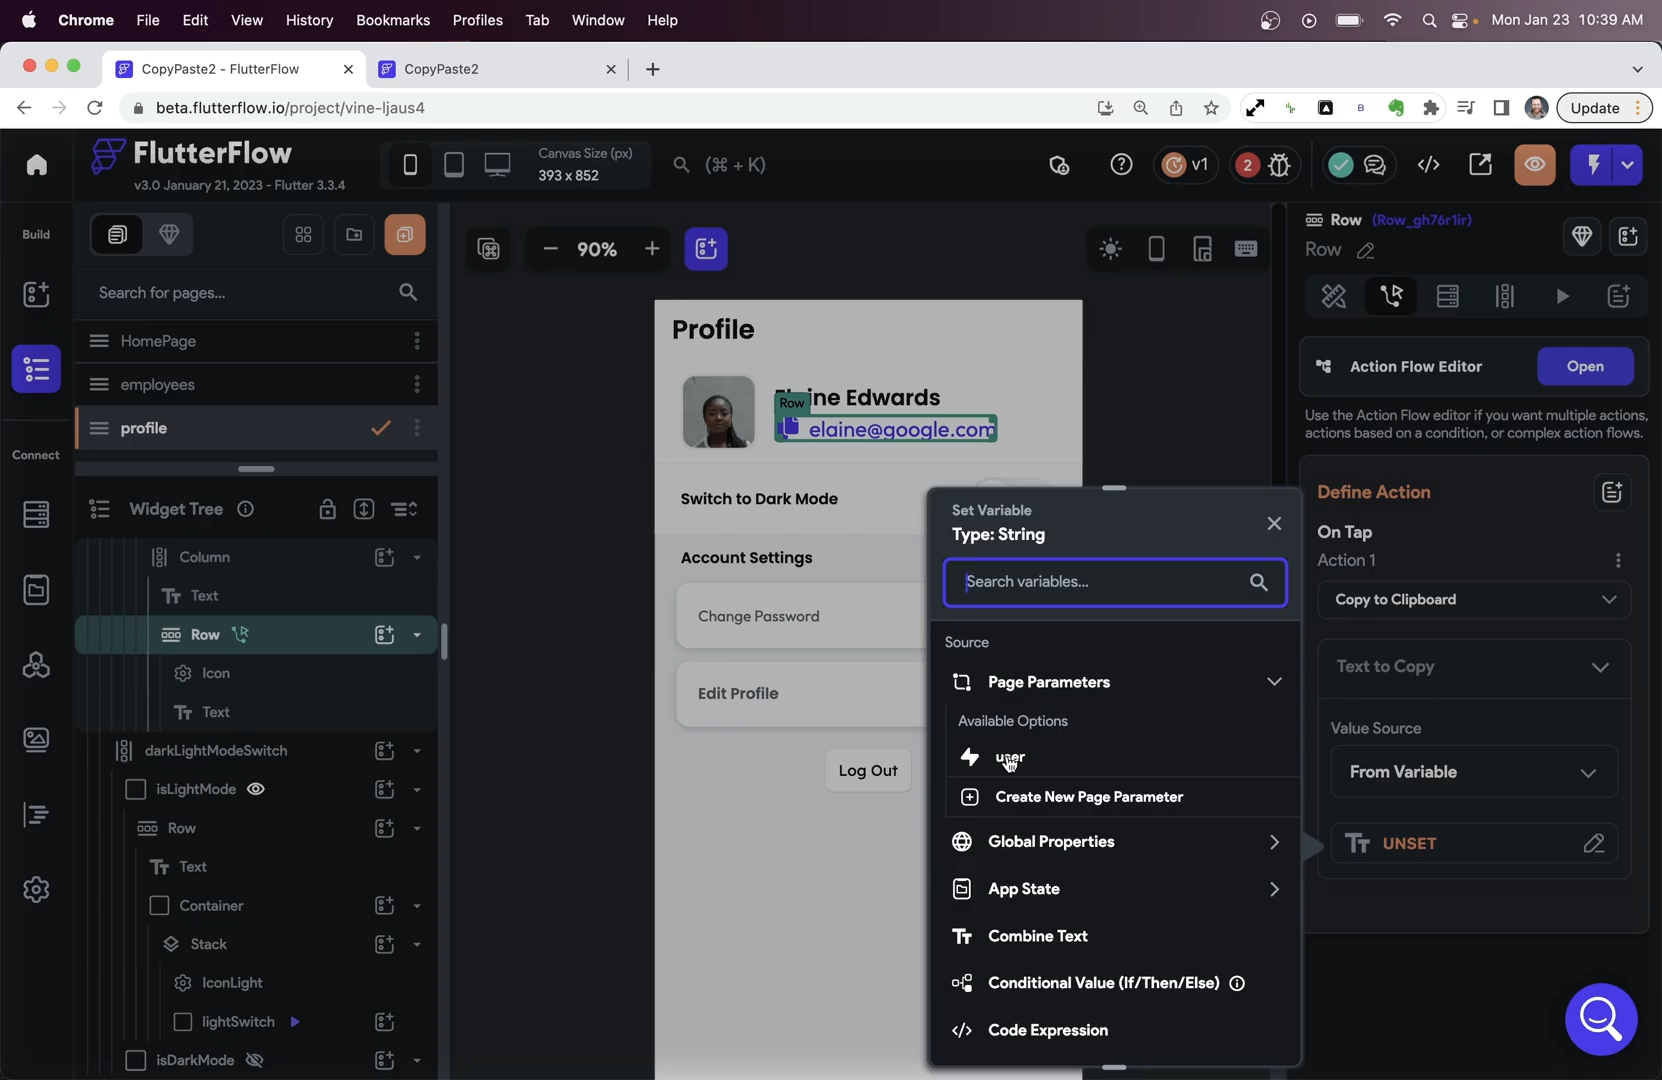 Chrome File Edit View History Bookmarks Profiles Tab Window Help Mon Jan 23 10:39 AM
CopyPaste2 - FlutterFlow CopyPaste2
beta.flutterflow.io/project/vine-ljaus4 B Update
FlutterFlow
v3.0 January 21, 2023 - Flutter 3.3.4
Canvas Size (px)
393 x 852
(⌘ + K)
v1
2
Build
Connect
Search for pages...
HomePage
employees
profile
Widget Tree
Column
Text
Row
Icon
Text
darkLightModeSwitch
isLightMode
Row
Text
Container
Stack
IconLight
lightSwitch
isDarkMode
90%
Profile
Elaine Edwards
Row
elaine@google.com
Switch to Dark Mode
Account Settings
Change Password
Edit Profile
Log Out
Set Variable
Type: String
Search variables...
Source
Page Parameters
Available Options
user
Create New Page Parameter
Global Properties
App State
Combine Text
Conditional Value (If/Then/Else)
Code Expression
Row (Row_gh76r1ir)
Row
Action Flow Editor
Open
Use the Action Flow editor if you want multiple actions,
actions based on a condition, or complex action flows.
Define Action
On Tap
Action 1
Copy to Clipboard
Text to Copy
Value Source
From Variable
UNSET